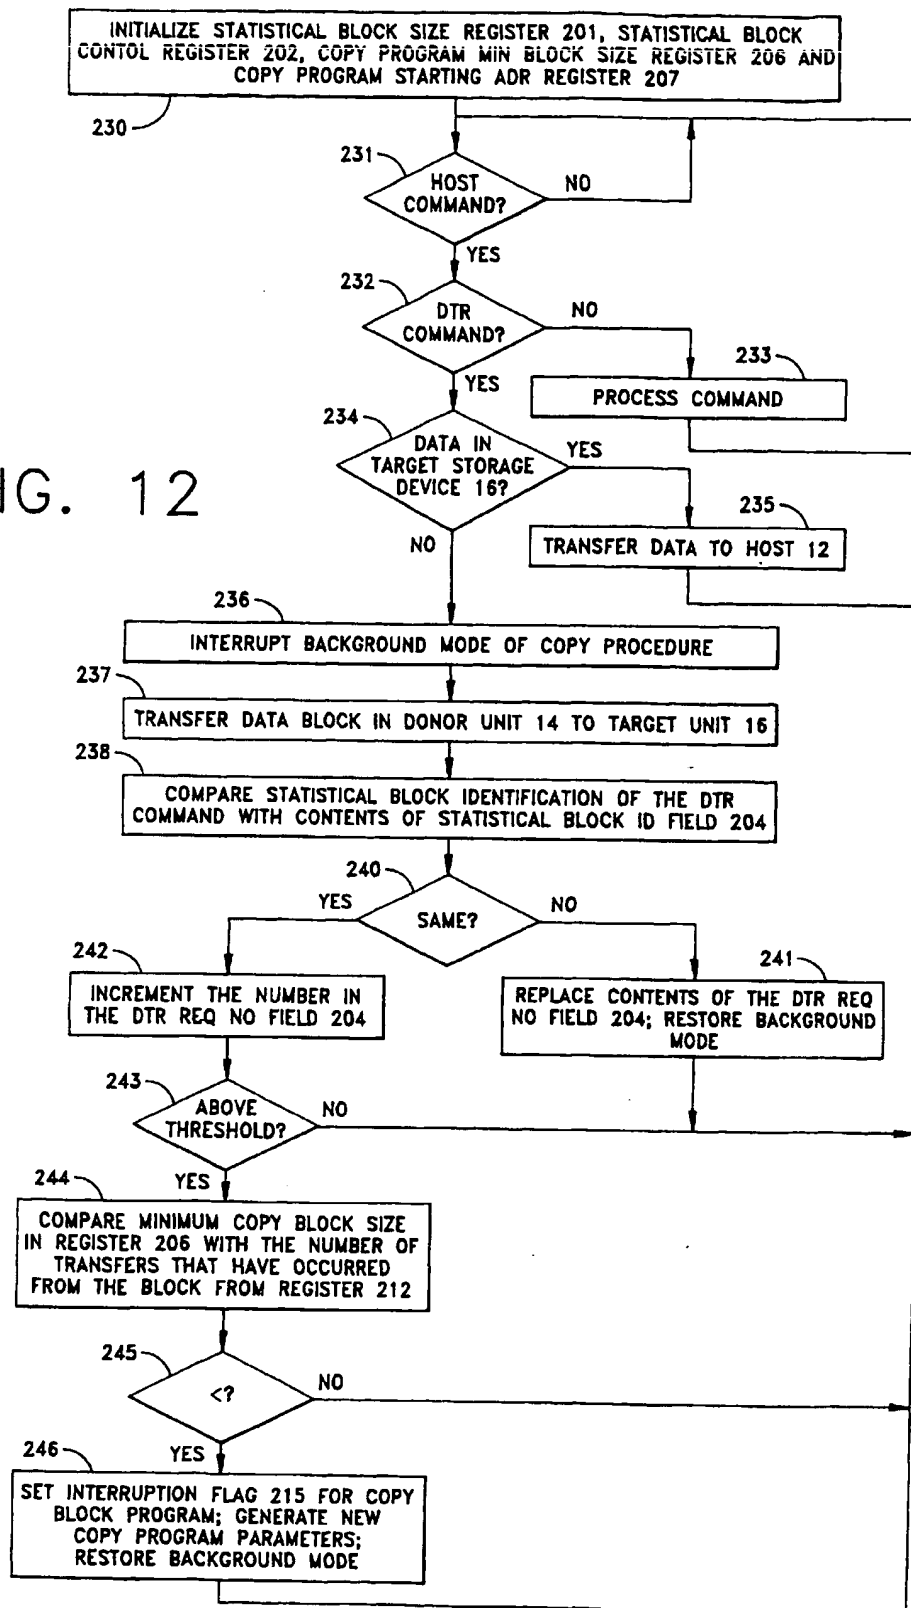 INITIALIZE STATISTICAL BLOCK SIZE REGISTER 201, STATISTICAL BLOCK
CONTOL REGISTER 202, COPY PROGRAM MIN BLOCK SIZE REGISTER 206 AND
COPY PROGRAM STARTING ADR REGISTER 207
230
231
HOST
COMMAND?
NO
YES
232
DTR
COMMAND?
NO
YES
233
PROCESS COMMAND
234
DATA IN
TARGET STORAGE
DEVICE 16?
YES
NO
235
TRANSFER DATA TO HOST 12
IG. 12
236
INTERRUPT BACKGROUND MODE OF COPY PROCEDURE
237
TRANSFER DATA BLOCK IN DONOR UNIT 14 TO TARGET UNIT 16
238
COMPARE STATISTICAL BLOCK IDENTIFICATION OF THE DTR
COMMAND WITH CONTENTS OF STATISTICAL BLOCK ID FIELD 204
240
YES
SAME?
NO
242
INCREMENT THE NUMBER IN
THE DTR REQ NO FIELD 204
241
REPLACE CONTENTS OF THE DTR REQ
NO FIELD 204; RESTORE BACKGROUND
MODE
243
ABOVE
THRESHOLD?
NO
YES
244
COMPARE MINIMUM COPY BLOCK SIZE
IN REGISTER 206 WITH THE NUMBER OF
TRANSFERS THAT HAVE OCCURRED
FROM THE BLOCK FROM REGISTER 212
245
<?
NO
YES
246
SET INTERRUPTION FLAG 215 FOR COPY
BLOCK PROGRAM; GENERATE NEW
COPY PROGRAM PARAMETERS;
RESTORE BACKGROUND MODE